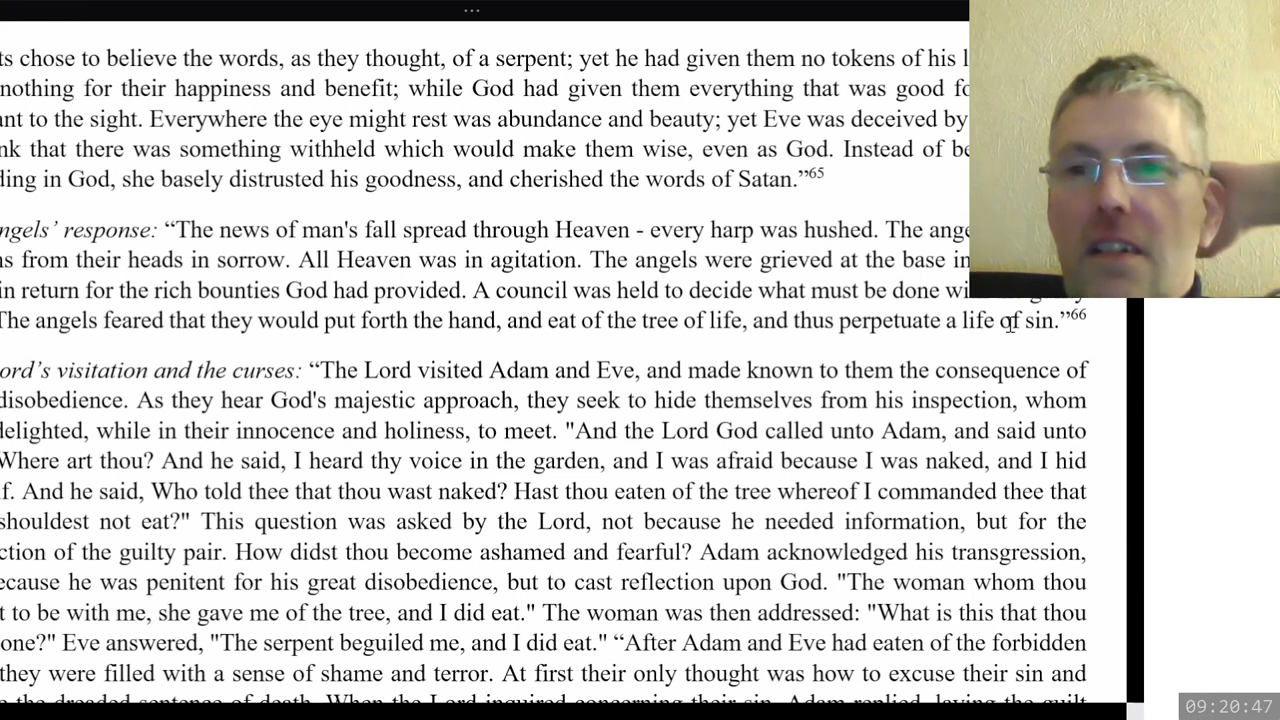 ts chose to believe the words, as they thought, of a serpent; yet he had given them no tokens of his l
nothing for their happiness and benefit; while God had given them everything that was good fo
ant to the sight. Everywhere the eye might rest was abundance and beauty; yet Eve was deceived by
nk that there was something withheld which would make them wise, even as God. Instead of be
ding in God, she basely distrusted his goodness, and cherished the words of Satan.”65
ngels’ response: “The news of man's fall spread through Heaven - every harp was hushed. The ange
ns from their heads in sorrow. All Heaven was in agitation. The angels were grieved at the base in
in return for the rich bounties God had provided. A council was held to decide what must be done wi
The angels feared that they would put forth the hand, and eat of the tree of life, and thus perpetuate a life of sin.”66
ord’s visitation and the curses: “The Lord visited Adam and Eve, and made known to them the consequence of
disobedience. As they hear God's majestic approach, they seek to hide themselves from his inspection, whom
delighted, while in their innocence and holiness, to meet. "And the Lord God called unto Adam, and said unto
Where art thou? And he said, I heard thy voice in the garden, and I was afraid because I was naked, and I hid
f. And he said, Who told thee that thou wast naked? Hast thou eaten of the tree whereof I commanded thee that
shouldest not eat?" This question was asked by the Lord, not because he needed information, but for the
ction of the guilty pair. How didst thou become ashamed and fearful? Adam acknowledged his transgression,
ecause he was penitent for his great disobedience, but to cast reflection upon God. "The woman whom thou
t to be with me, she gave me of the tree, and I did eat." The woman was then addressed: "What is this that thou
one?" Eve answered, "The serpent beguiled me, and I did eat." “After Adam and Eve had eaten of the forbidden
they were filled with a sense of shame and terror. At first their only thought was how to excuse their sin and
the dreaded sentence of death. When the Lord inquired concerning their sin, Adam replied, laying the guilt
09:20:47